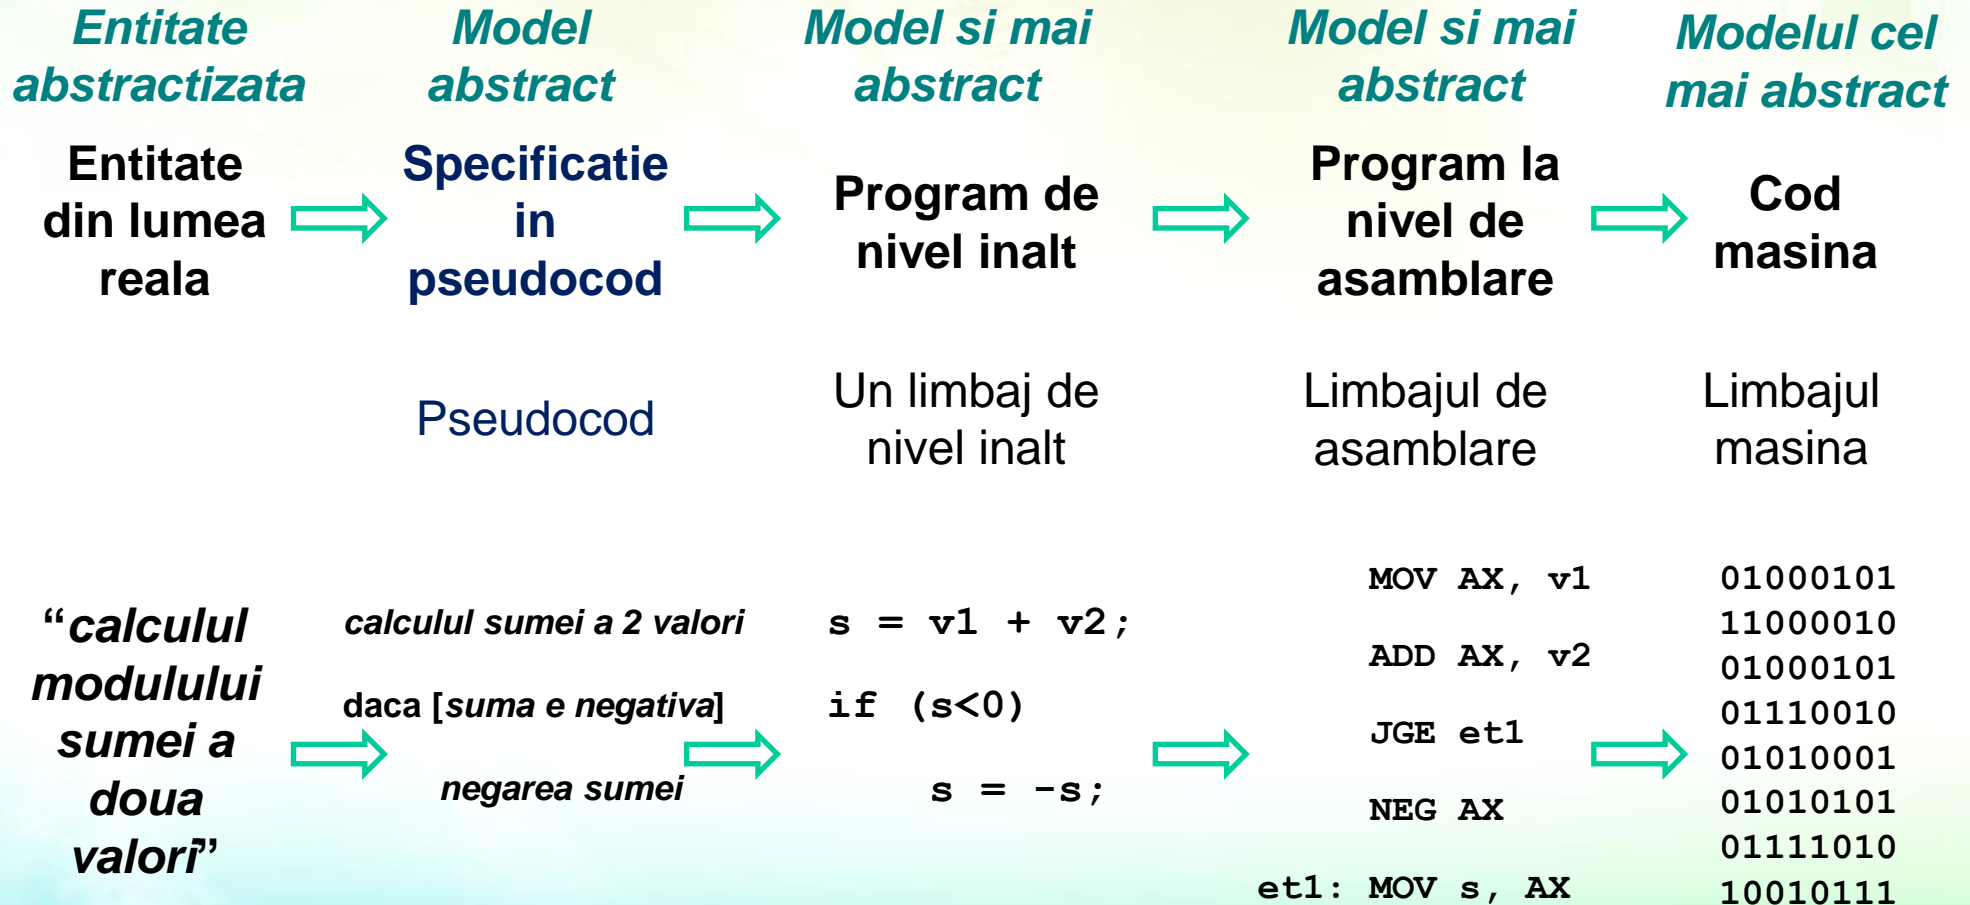 Entitate
abstractizata
Model
abstract
Model si mai
abstract
Model si mai
abstract
Modelul cel
mai abstract
Entitate
din lumea
reala
Specificatie
in
pseudocod
Program de
nivel inalt
Program la
nivel de
asamblare
Cod
masina
Pseudocod
Un limbaj de
nivel inalt
Limbajul de
asamblare
Limbajul
masina
“calculul
modulului
sumei a
doua
valori”
calculul sumei a 2 valori
daca [suma e negativa]
negarea sumei
s = v1 + v2;
if (s<0)
s = -s;
MOV AX, v1
ADD AX, v2
JGE et1
NEG AX
et1: MOV s, AX
01000101
11000010
01000101
01110010
01010001
01010101
01111010
10010111